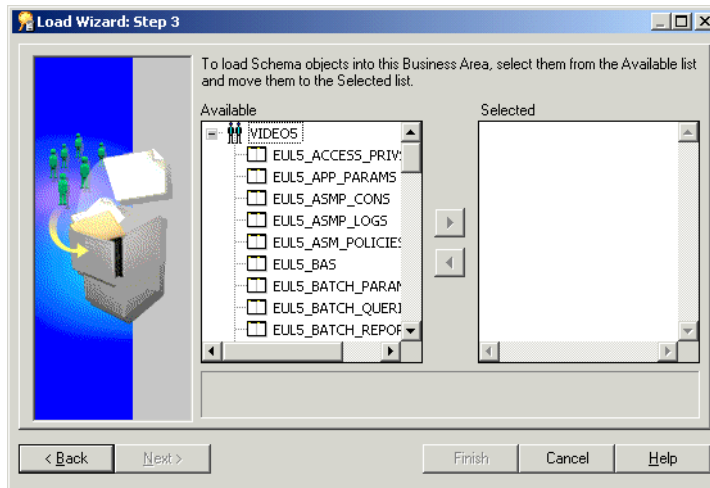 Load Wizard: Step 3
To load Schema objects into this Business Area, select them from the Available list
and move them to the Selected list.
Available
Selected
VIDEO5
EUL5_ACCESS_PRIV
EUL5_APP_PARAMS
EUL5_ASMP_CONS
EUL5_ASMP_LOGS
EUL5_ASM_POLICIES
EUL5_BAS
EUL5_BATCH_PARAM
EUL5_BATCH_QUERI
EUL5_BATCH_REPOR
< Back
Next >
Finish
Cancel
Help